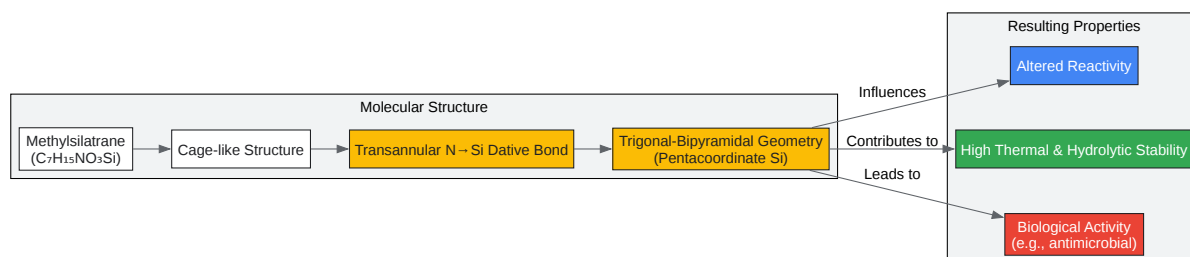 Molecular Structure
Methylsilatrane
(C₇H₁₅NO₃Si)
Cage-like Structure
Transannular N→Si Dative Bond
Trigonal-Bipyramidal Geometry
(Pentacoordinate Si)
Influences
Contributes to
Leads to
Resulting Properties
Altered Reactivity
High Thermal & Hydrolytic Stability
Biological Activity
(e.g., antimicrobial)